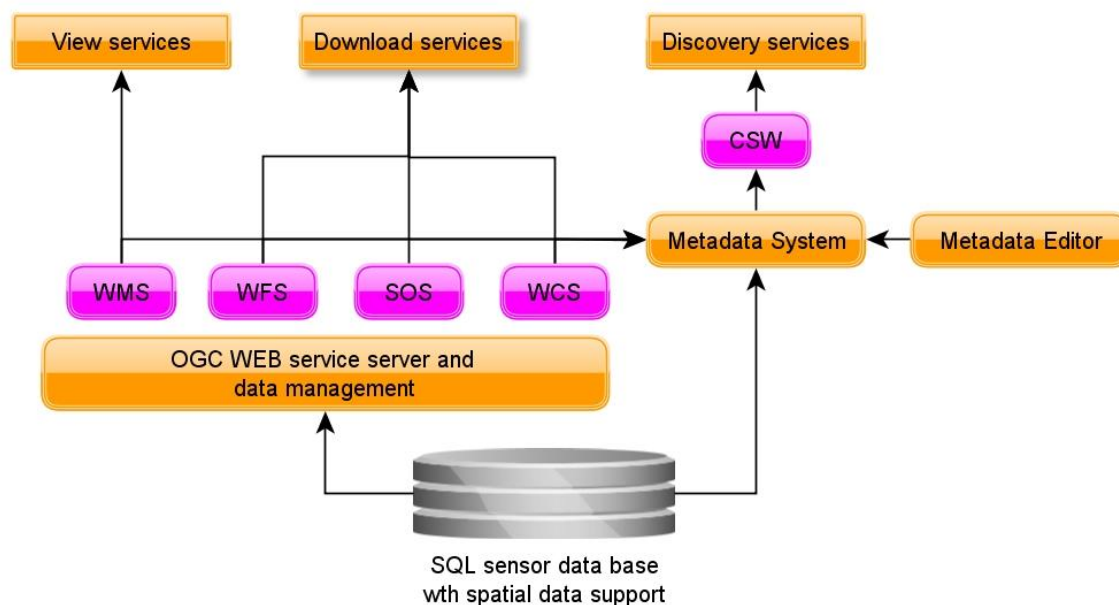 View services
Download services
Discovery services
CSW
Metadata System
Metadata Editor
WMS
WFS
SOS
WCS
OGC WEB service server and
data management
SQL sensor data base
wth spatial data support